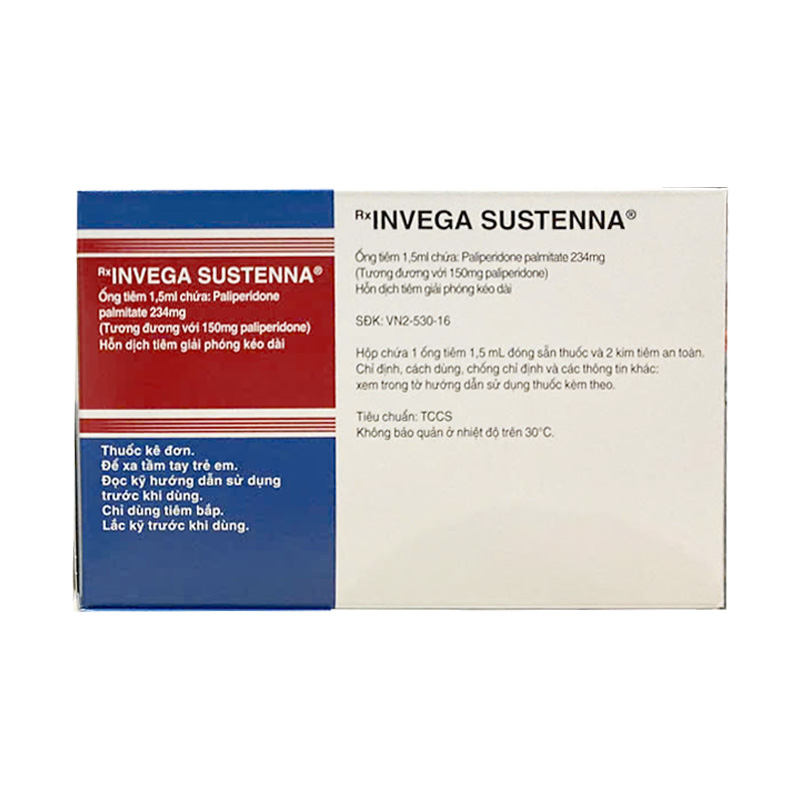 Rx INVEGA SUSTENNA®
Ống tiêm 1,5ml chứa: Paliperidone
palmitate 234mg
(Tương đương với 150mg paliperidone)
Hỗn dịch tiêm giải phóng kéo dài
Thuốc kê đơn.
Để xa tầm tay trẻ em.
Đọc kỹ hướng dẫn sử dụng
trước khi dùng.
Chỉ dùng tiêm bắp.
Lắc kỹ trước khi dùng.
Rx INVEGA SUSTENNA®
Ống tiêm 1,5ml chứa: Paliperidone palmitate 234mg
(Tương đương với 150mg paliperidone)
Hỗn dịch tiêm giải phóng kéo dài
SĐK: VN2-530-16
Hộp chứa 1 ống tiêm 1,5 mL đóng sẵn thuốc và 2 kim tiêm an toàn.
Chỉ định, cách dùng, chống chỉ định và các thông tin khác:
xem trong tờ hướng dẫn sử dụng thuốc kèm theo.
Tiêu chuẩn: TCCS
Không bảo quản ở nhiệt độ trên 30°C.